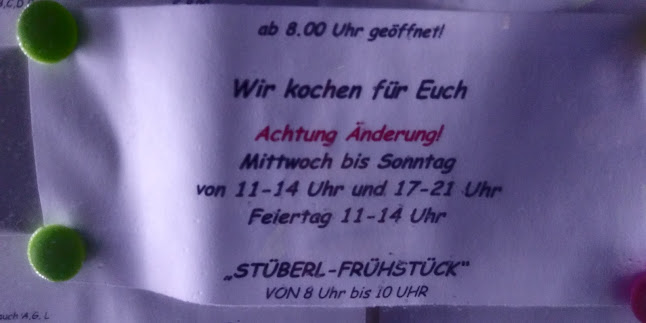 ab 8.00 Uhr geöffnet!
Wir kochen für Euch
Achtung Änderung!
Mittwoch bis Sonntag
von 11-14 Uhr und 17-21 Uhr
Feiertag 11-14 Uhr
„STÜBERL-FRÜHSTÜCK“
VON 8 Uhr bis 10 UHR